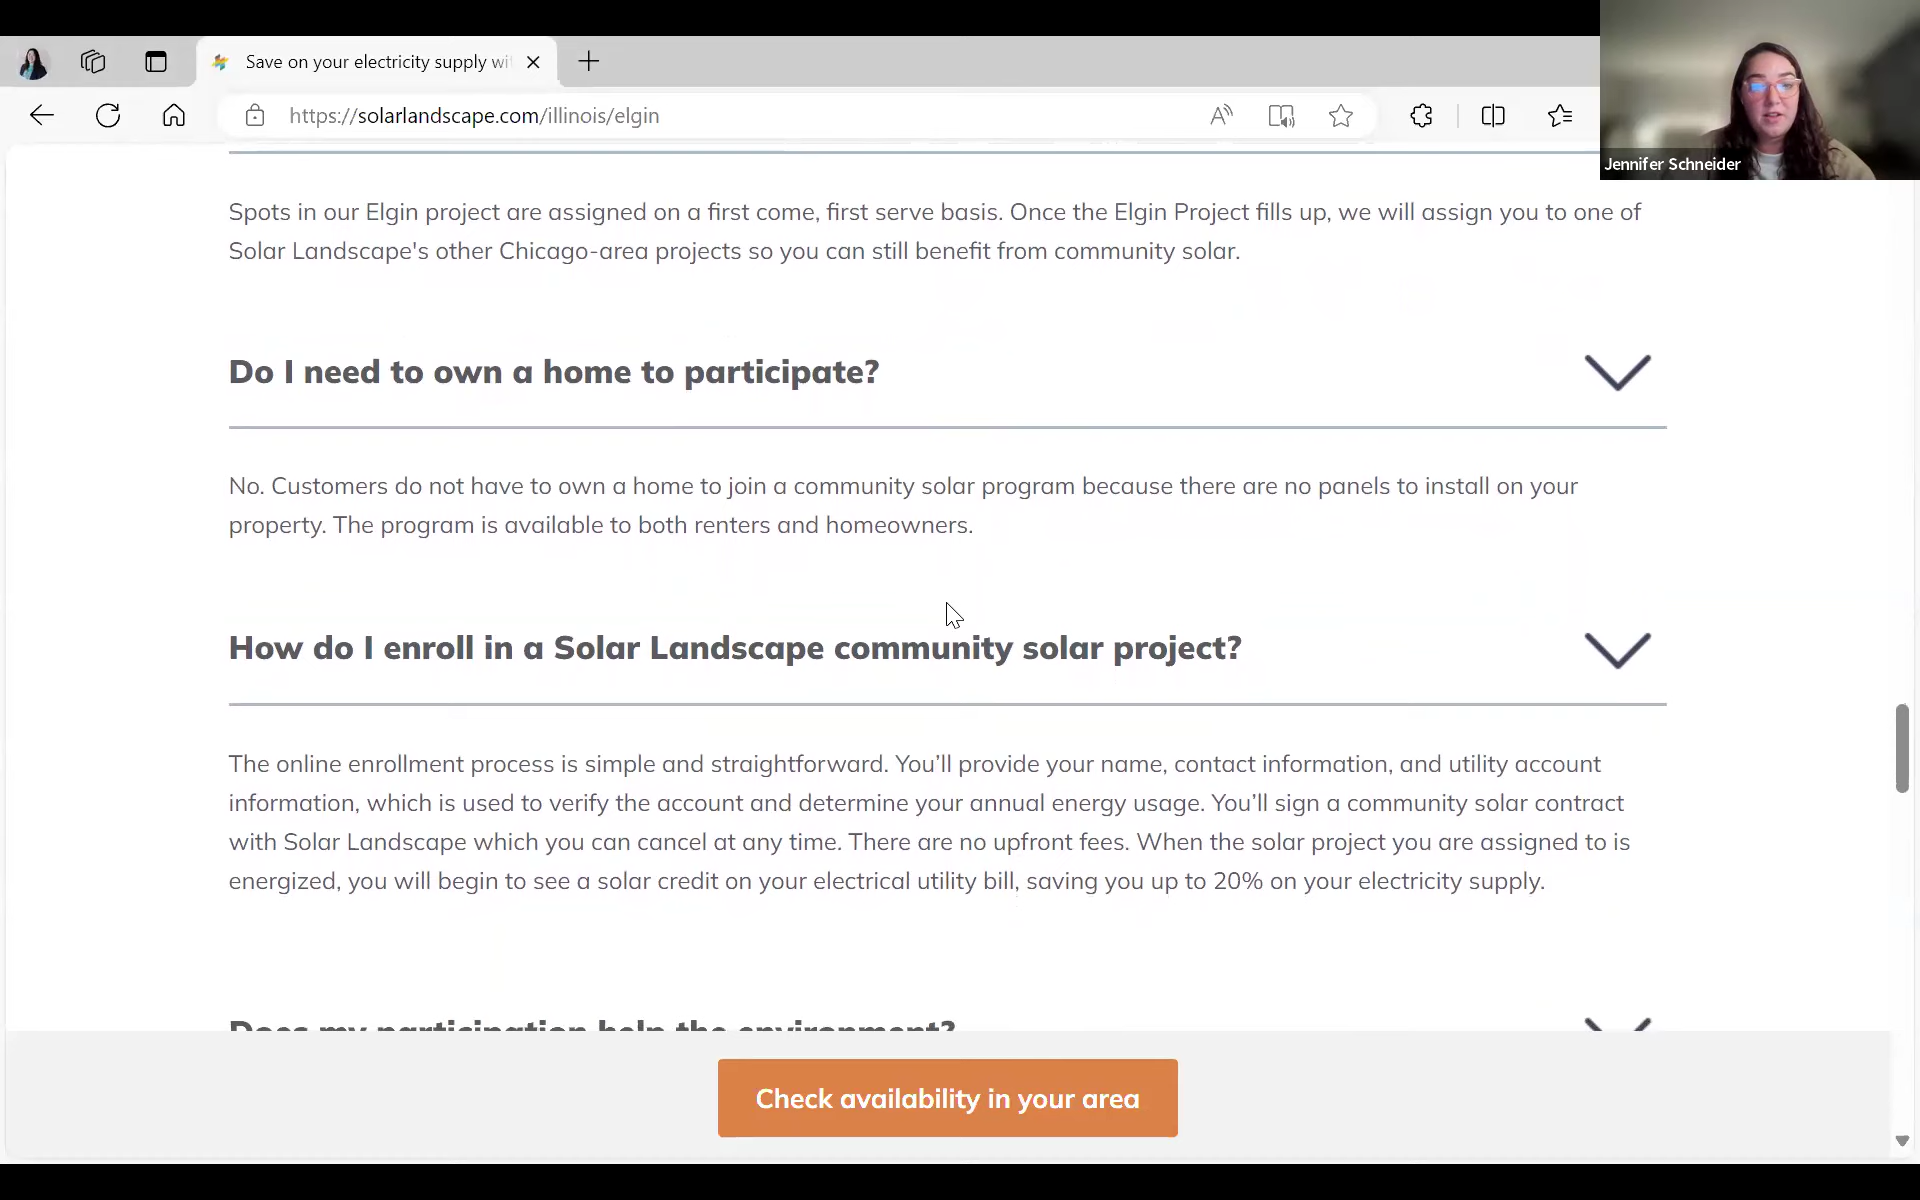 Save on your electricity supply wi
https://solarlandscape.com/illinois/elgin
Jennifer Schneider
Spots in our Elgin project are assigned on a first come, first serve basis. Once the Elgin Project fills up, we will assign you to one of
Solar Landscape's other Chicago-area projects so you can still benefit from community solar.
Do I need to own a home to participate?
No. Customers do not have to own a home to join a community solar program because there are no panels to install on your
property. The program is available to both renters and homeowners.
How do I enroll in a Solar Landscape community solar project?
The online enrollment process is simple and straightforward. You’ll provide your name, contact information, and utility account
information, which is used to verify the account and determine your annual energy usage. You’ll sign a community solar contract
with Solar Landscape which you can cancel at any time. There are no upfront fees. When the solar project you are assigned to is
energized, you will begin to see a solar credit on your electrical utility bill, saving you up to 20% on your electricity supply.
Does my participation help the environment?
Check availability in your area